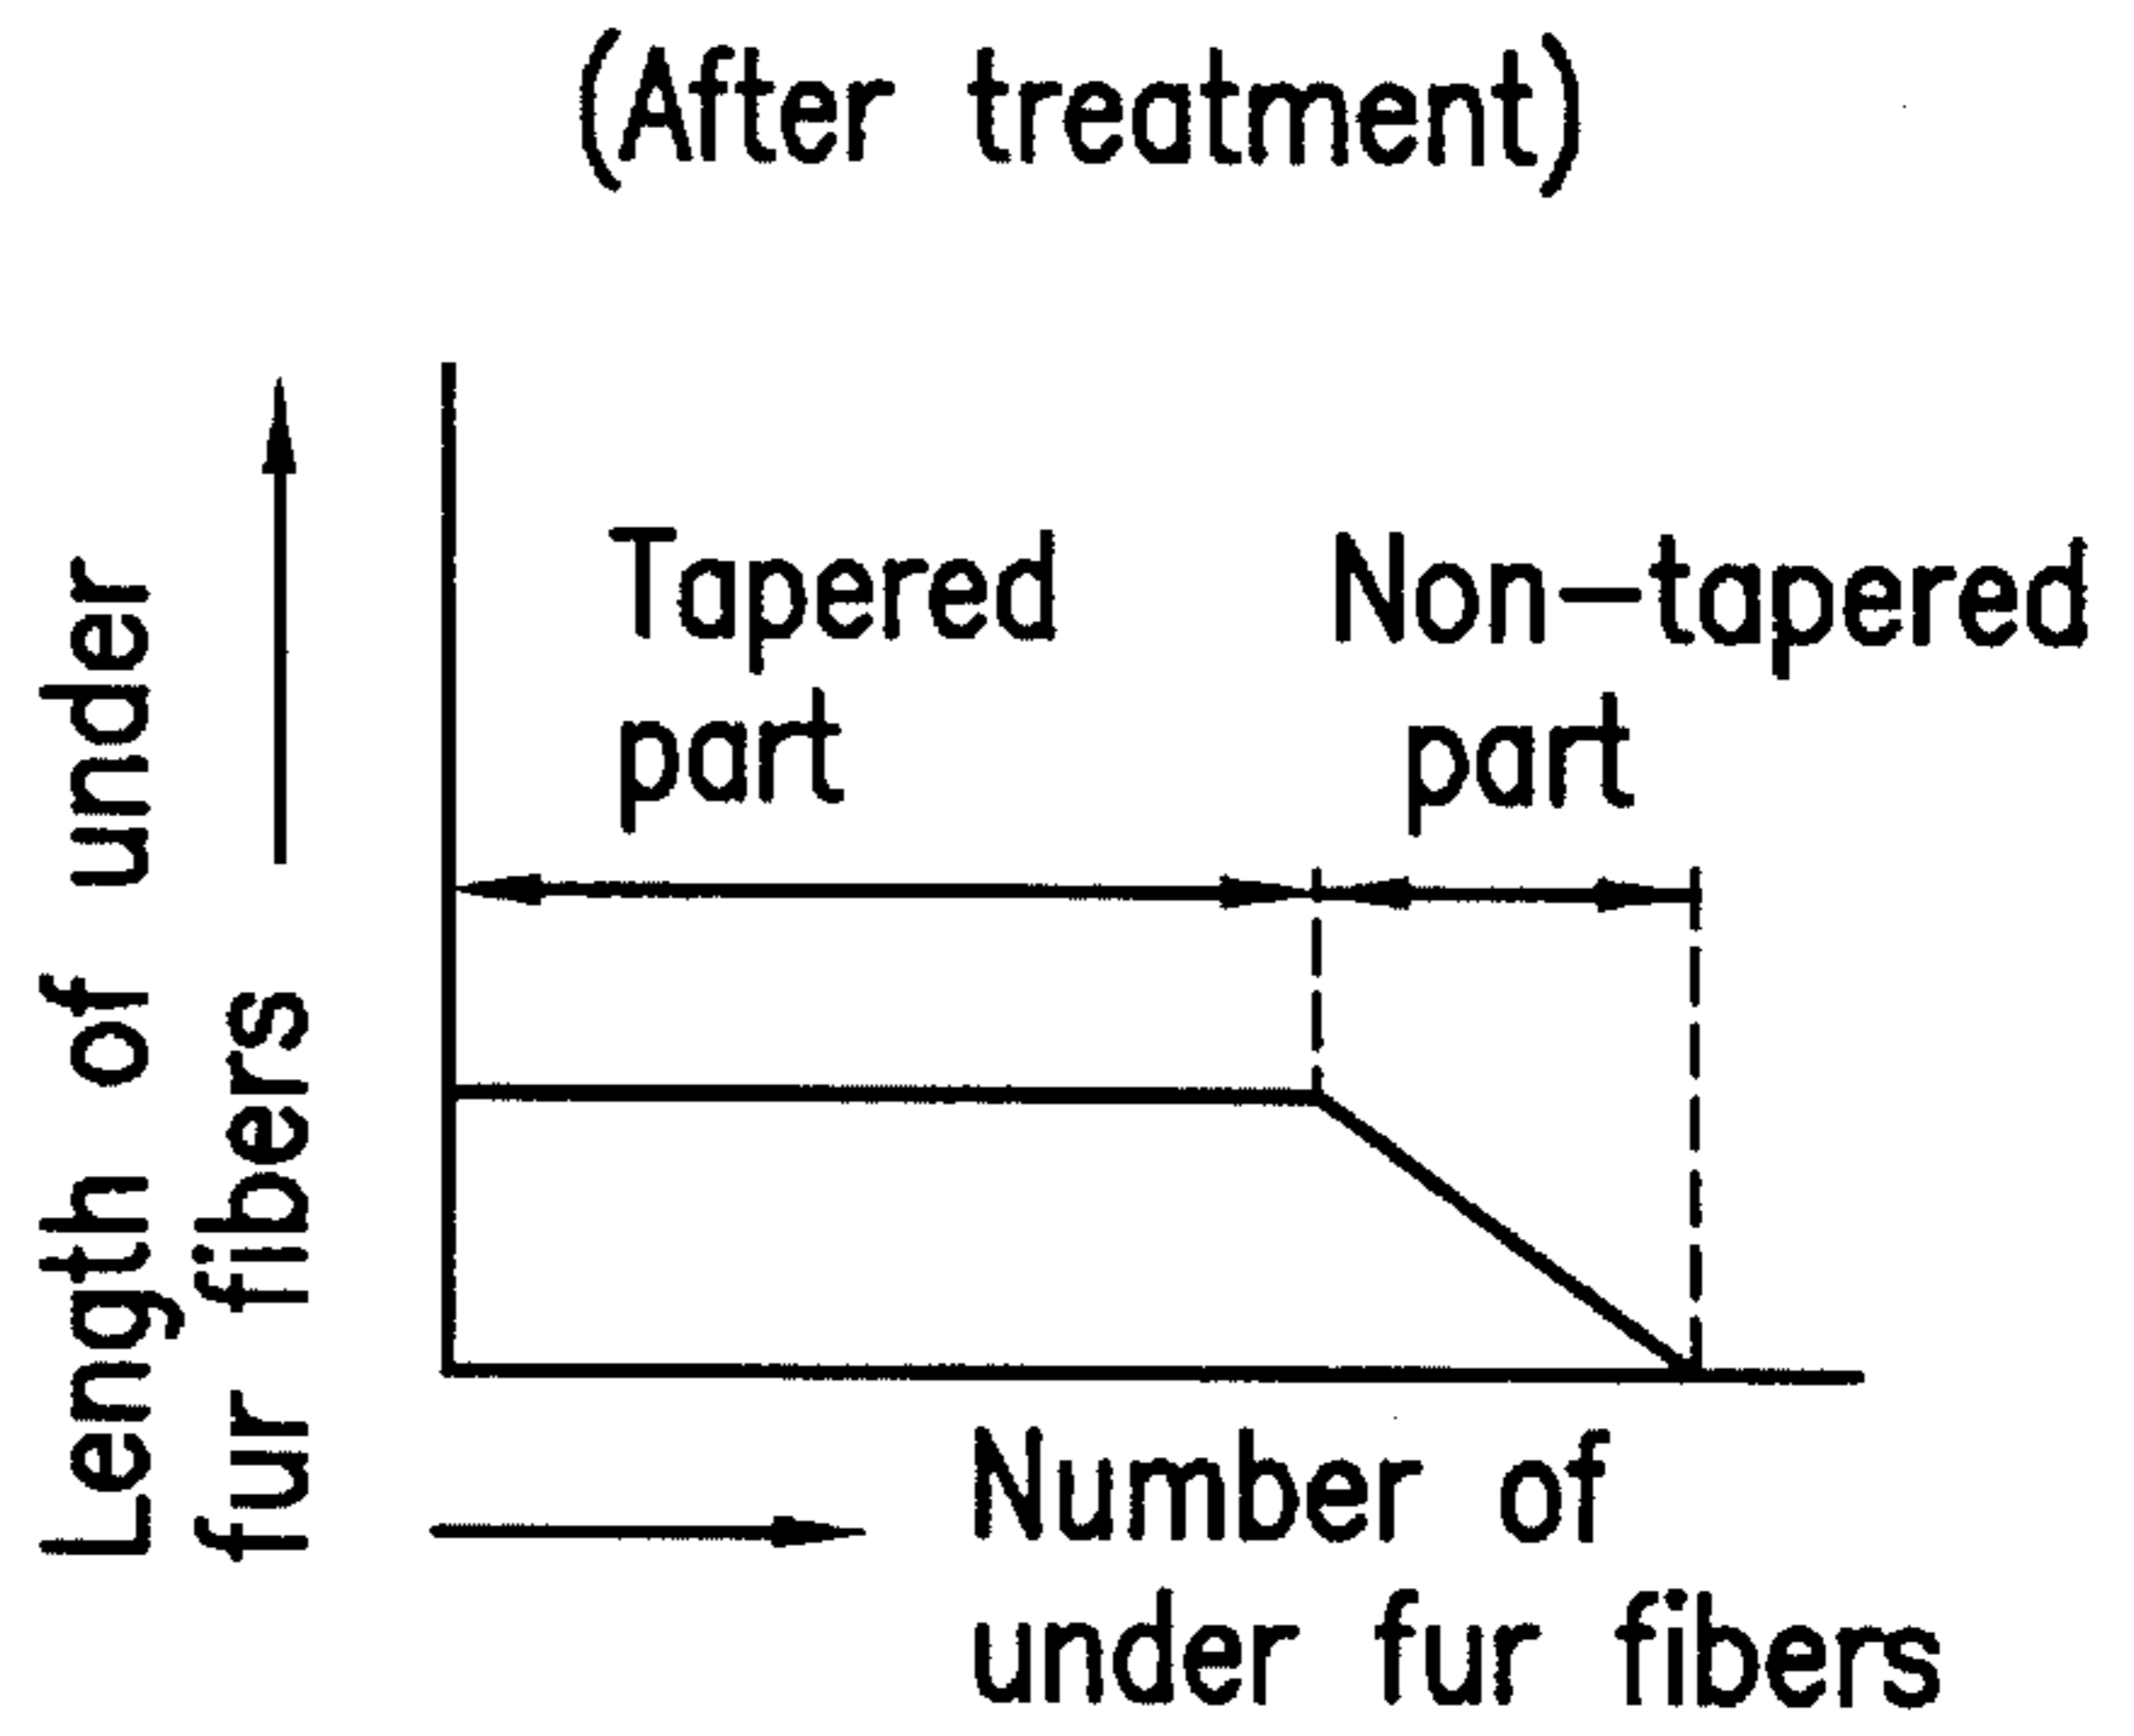 (After treatment)
Tapered
part
Non-tapered
part
Length of under
fur fibers
Number of
under fur fibers